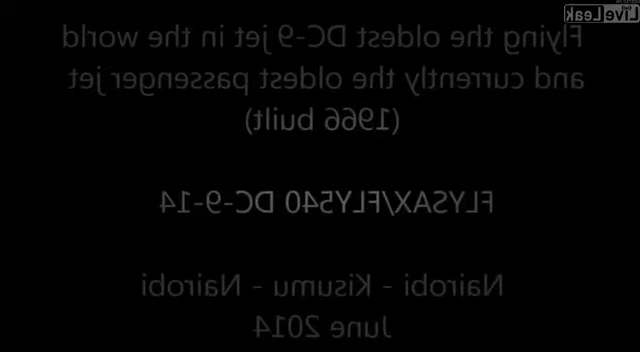 LiveLeak
Flying the oldest DC-9 jet in the world
and currently the oldest passenger jet
(1966 built)
FLYSAX/FLY540 DC-9-14
Nairobi - Kisumu - Nairobi
June 2014